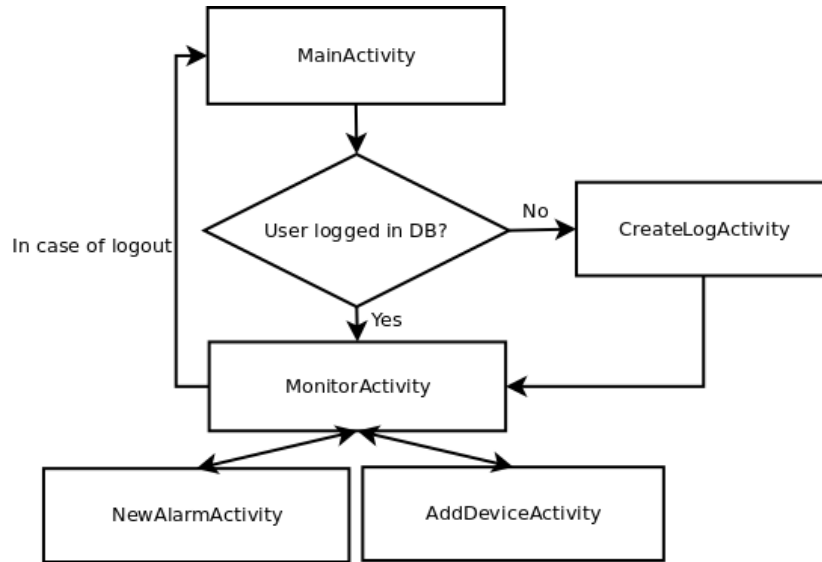 MainActivity
User logged in DB?
No
CreateLogActivity
In case of logout
Yes
MonitorActivity
NewAlarmActivity
AddDeviceActivity